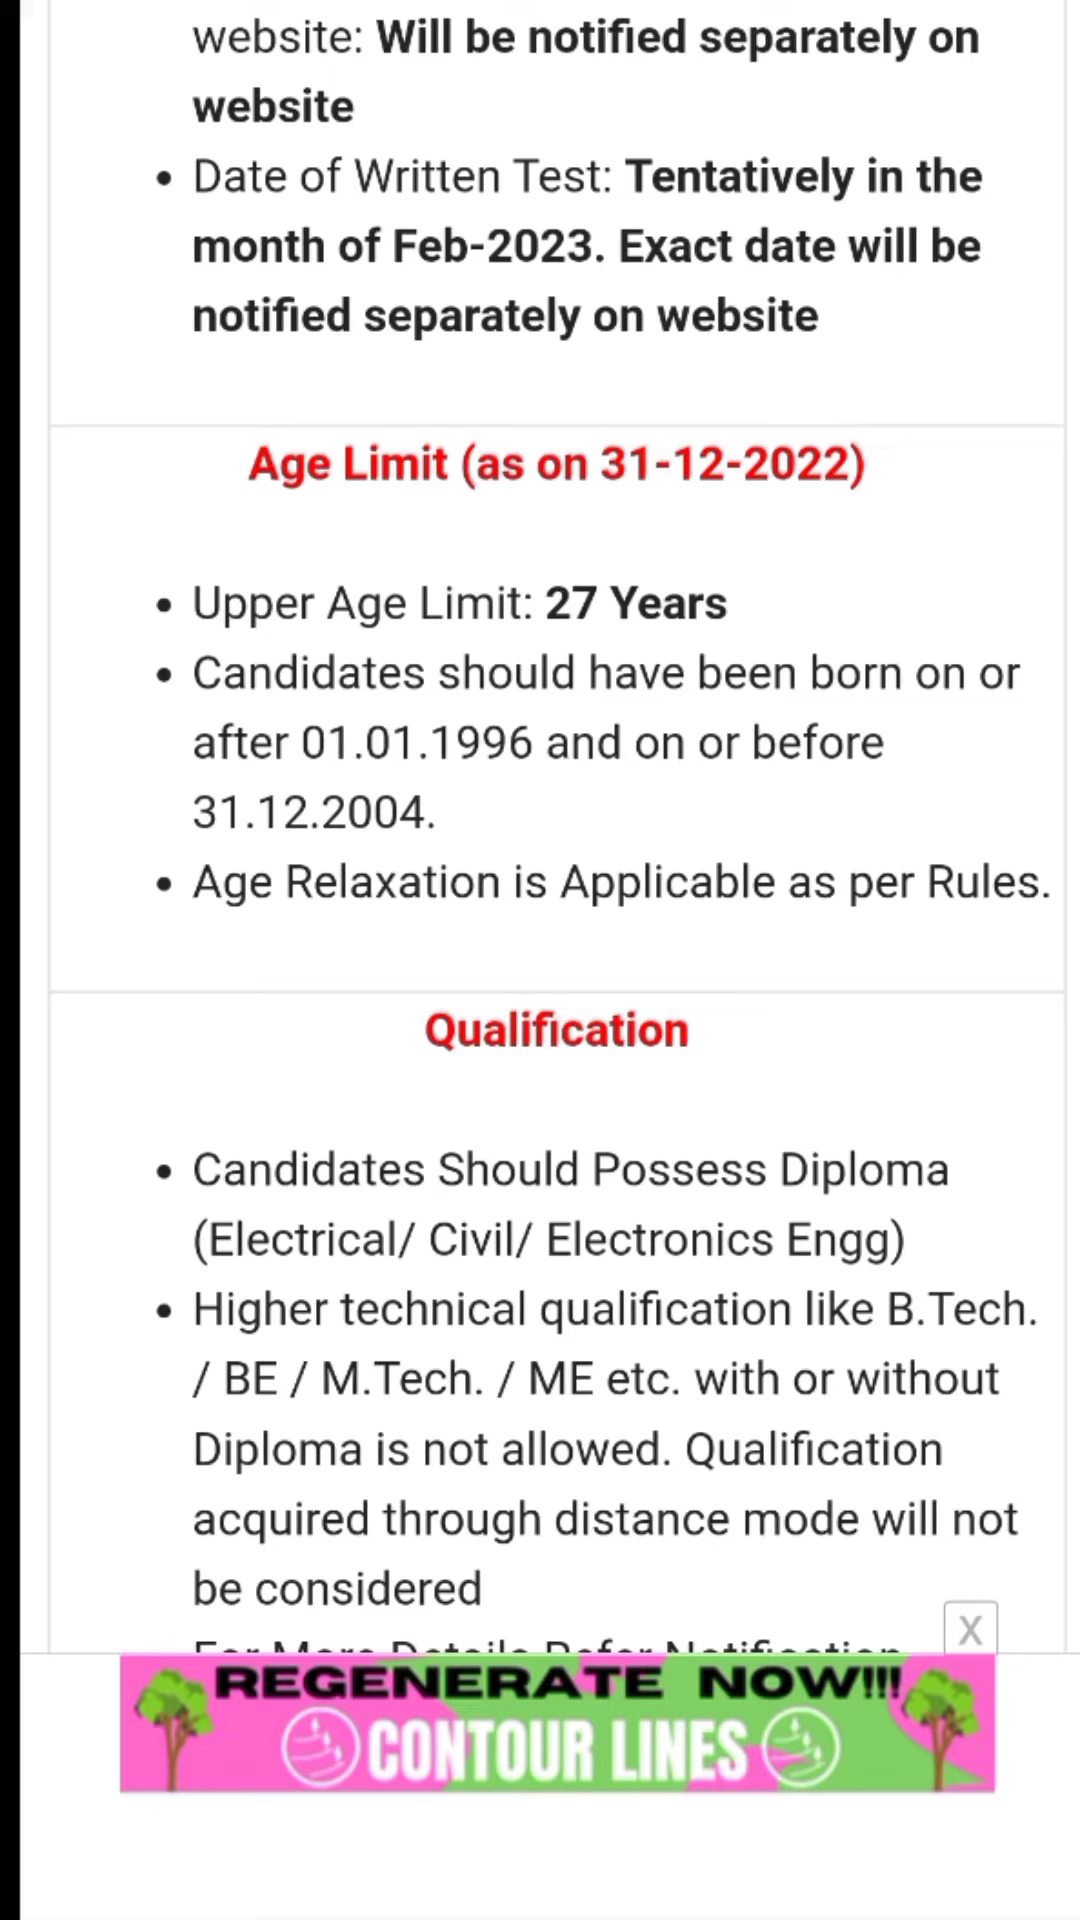 website: Will be notified separately on
website
• Date of Written Test: Tentatively in the
month of Feb-2023. Exact date will be
notified separately on website
Age Limit (as on 31-12-2022)
• Upper Age Limit: 27 Years
• Candidates should have been born on or
after 01.01.1996 and on or before
31.12.2004.
• Age Relaxation is Applicable as per Rules.
Qualification
• Candidates Should Possess Diploma
(Electrical/ Civil/ Electronics Engg)
• Higher technical qualification like B.Tech.
/ BE / M.Tech. / ME etc. with or without
Diploma is not allowed. Qualification
acquired through distance mode will not
be considered
For More Details Refer Notification
X
REGENERATE NOW!!!
CONTOUR LINES